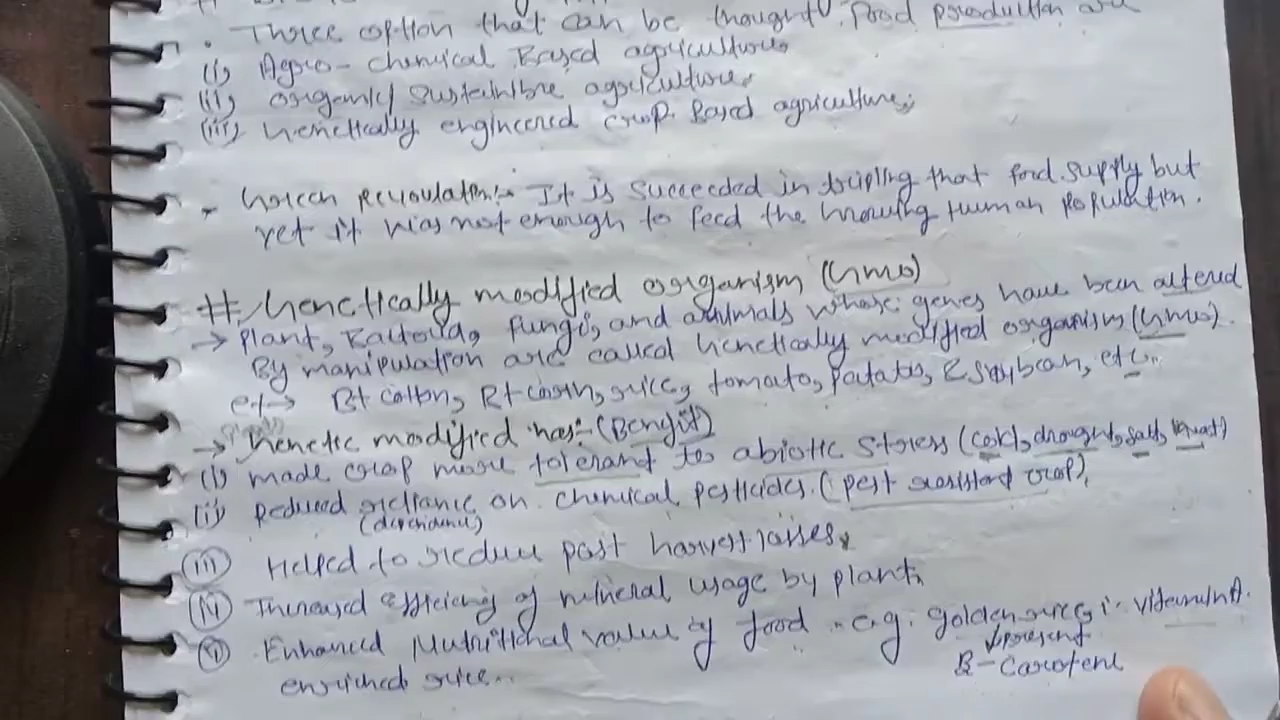 • Three option that can be thought Food production are
(i) Agro-chemical Based agriculture.
(ii) organic/sustainible agriculture.
(iii) Genetically engineered crop Based agriculture;
• Green Revoulation:- It is succeeded in tripling that food supply but
yet it was not enough to feed the Growing Human Population.
# Genetically modified organism (GMO)
→ Plant, Bacteria, Fungi, and animals whose genes have been altered
By manipulation are called Genetically modified organism (GMO).
ex→ Bt cotton, Bt corn, rice, tomato, Potato, & soybean, etc..
→ Genetic modified has:- (Benefit)
(i) made crop more tolerant to abiotic stress (cold, drought, salt, heat)
(ii) Reduced reliance on chemical pesticides. (pest resistant crop),
(dependence)
(iii) Helped to reduce post harvest losses,
(iv) Increased efficiency of mineral usage by plant,
(v) Enhanced Nutritional value of food. e.g. golden rice, i.e. vitaminA.
↓present
enriched rice..
B-Carotene